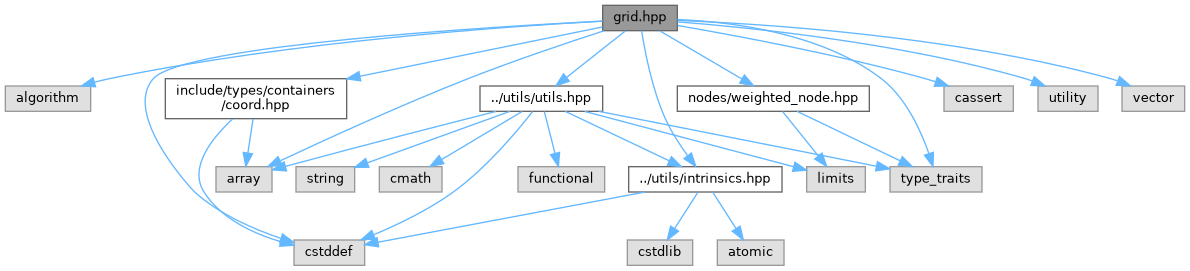 grid.hpp
algorithm
include/types/containers
/coord.hpp
../utils/utils.hpp
nodes/weighted_node.hpp
cassert
utility
vector
array
string
cmath
functional
../utils/intrinsics.hpp
limits
type_traits
cstddef
cstdlib
atomic